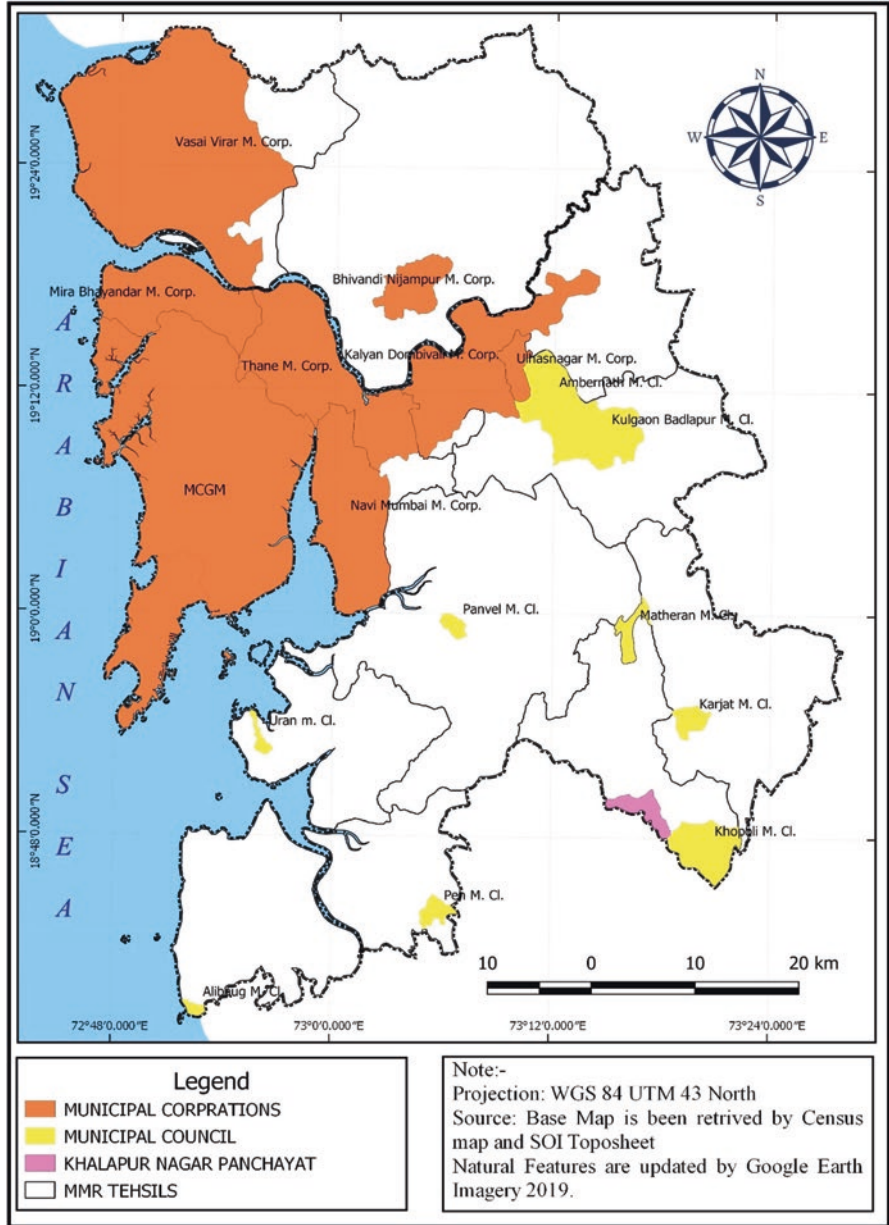 N
W
E
S
19°24'0.000"N
19°12'0.000"N
19°0'0.000"N
18°48'0.000"N
Vasai Virar M. Corp.
Bhivandi Nijampur M. Corp.
Mira Bhayandar M. Corp.
Thane M. Corp.
Kalyan Dombivali M. Corp.
Ulhasnagar M. Corp.
Ambernath M. Cl.
Kulgaon Badlapur M. Cl.
MCGM
Navi Mumbai M. Corp.
Panvel M. Cl.
Matheran M. Cl.
Uran m. Cl.
Karjat M. Cl.
Khopoli M. Cl.
Pen M. Cl.
Alibaug M. Cl.
A
R
A
B
I
A
N
S
E
A
10 0 10 20 km
72°48'0.000"E
73°0'0.000"E
73°12'0.000"E
73°24'0.000"E
Legend
MUNICIPAL CORPRATIONS
MUNICIPAL COUNCIL
KHALAPUR NAGAR PANCHAYAT
MMR TEHSILS
Note:-
Projection: WGS 84 UTM 43 North
Source: Base Map is been retrived by Census
map and SOI Toposheet
Natural Features are updated by Google Earth
Imagery 2019.